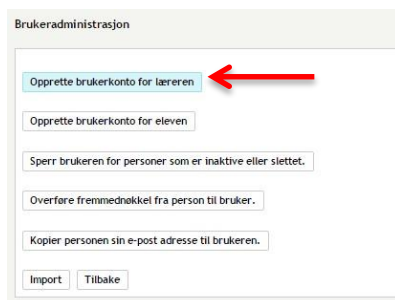 Brukeradministrasjon
Opprette brukerkonto for læreren
Opprette brukerkonto for eleven
Sperr brukeren for personer som er inaktive eller slettet.
Overføre fremmednøkkel fra person til bruker.
Kopier personen sin e-post adresse til brukeren.
Import Tilbake